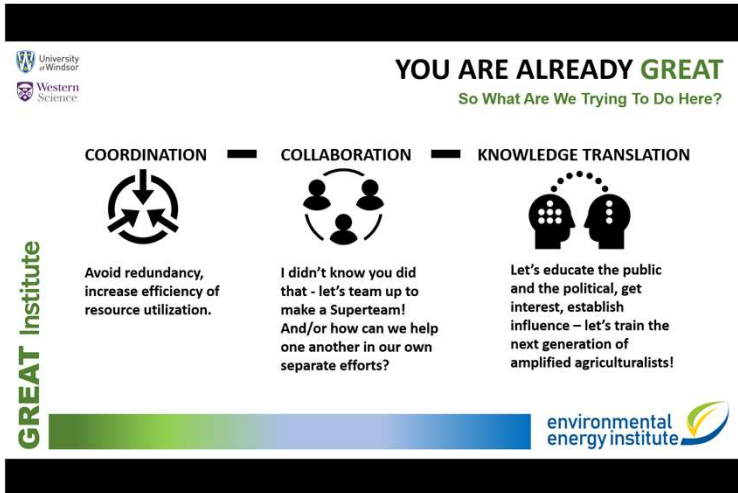 University
of Windsor
Western
Science
YOU ARE ALREADY GREAT
So What Are We Trying To Do Here?
COORDINATION
COLLABORATION
KNOWLEDGE TRANSLATION
Avoid redundancy,
increase efficiency of
resource utilization.
I didn't know you did
that - let's team up to
make a Superteam!
And/or how can we help
one another in our own
separate efforts?
Let's educate the public
and the political, get
interest, establish
influence – let's train the
next generation of
amplified agriculturalists!
GREAT Institute
environmental
energy institute